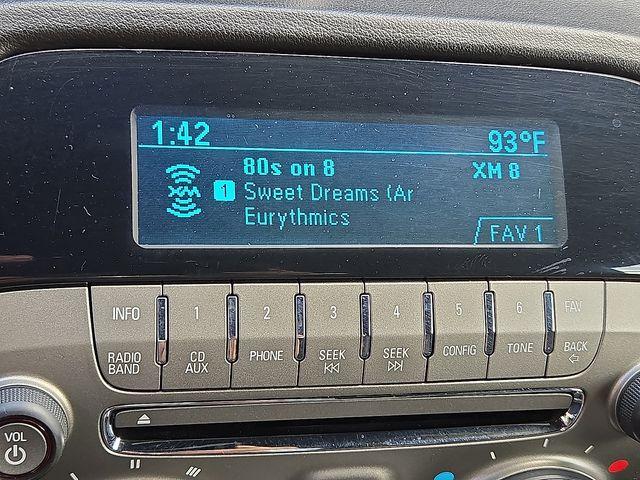 1:42 93°F
80s on 8 XM 8
XM 1 Sweet Dreams (Ar
Eurythmics
FAV 1
INFO 1 2 3 4 5 6 FAV
RADIO BAND CD AUX PHONE SEEK SEEK CONFIG TONE BACK
VOL